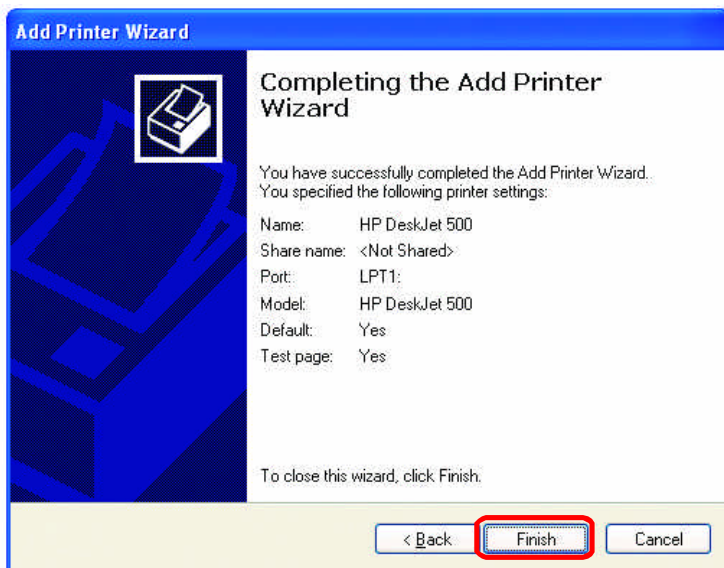 Add Printer Wizard
Completing the Add Printer
Wizard
You have successfully completed the Add Printer Wizard.
You specified the following printer settings:
Name: HP DeskJet 500
Share name: <Not Shared>
Port: LPT1:
Model: HP DeskJet 500
Default: Yes
Test page: Yes
To close this wizard, click Finish.
< Back Finish Cancel